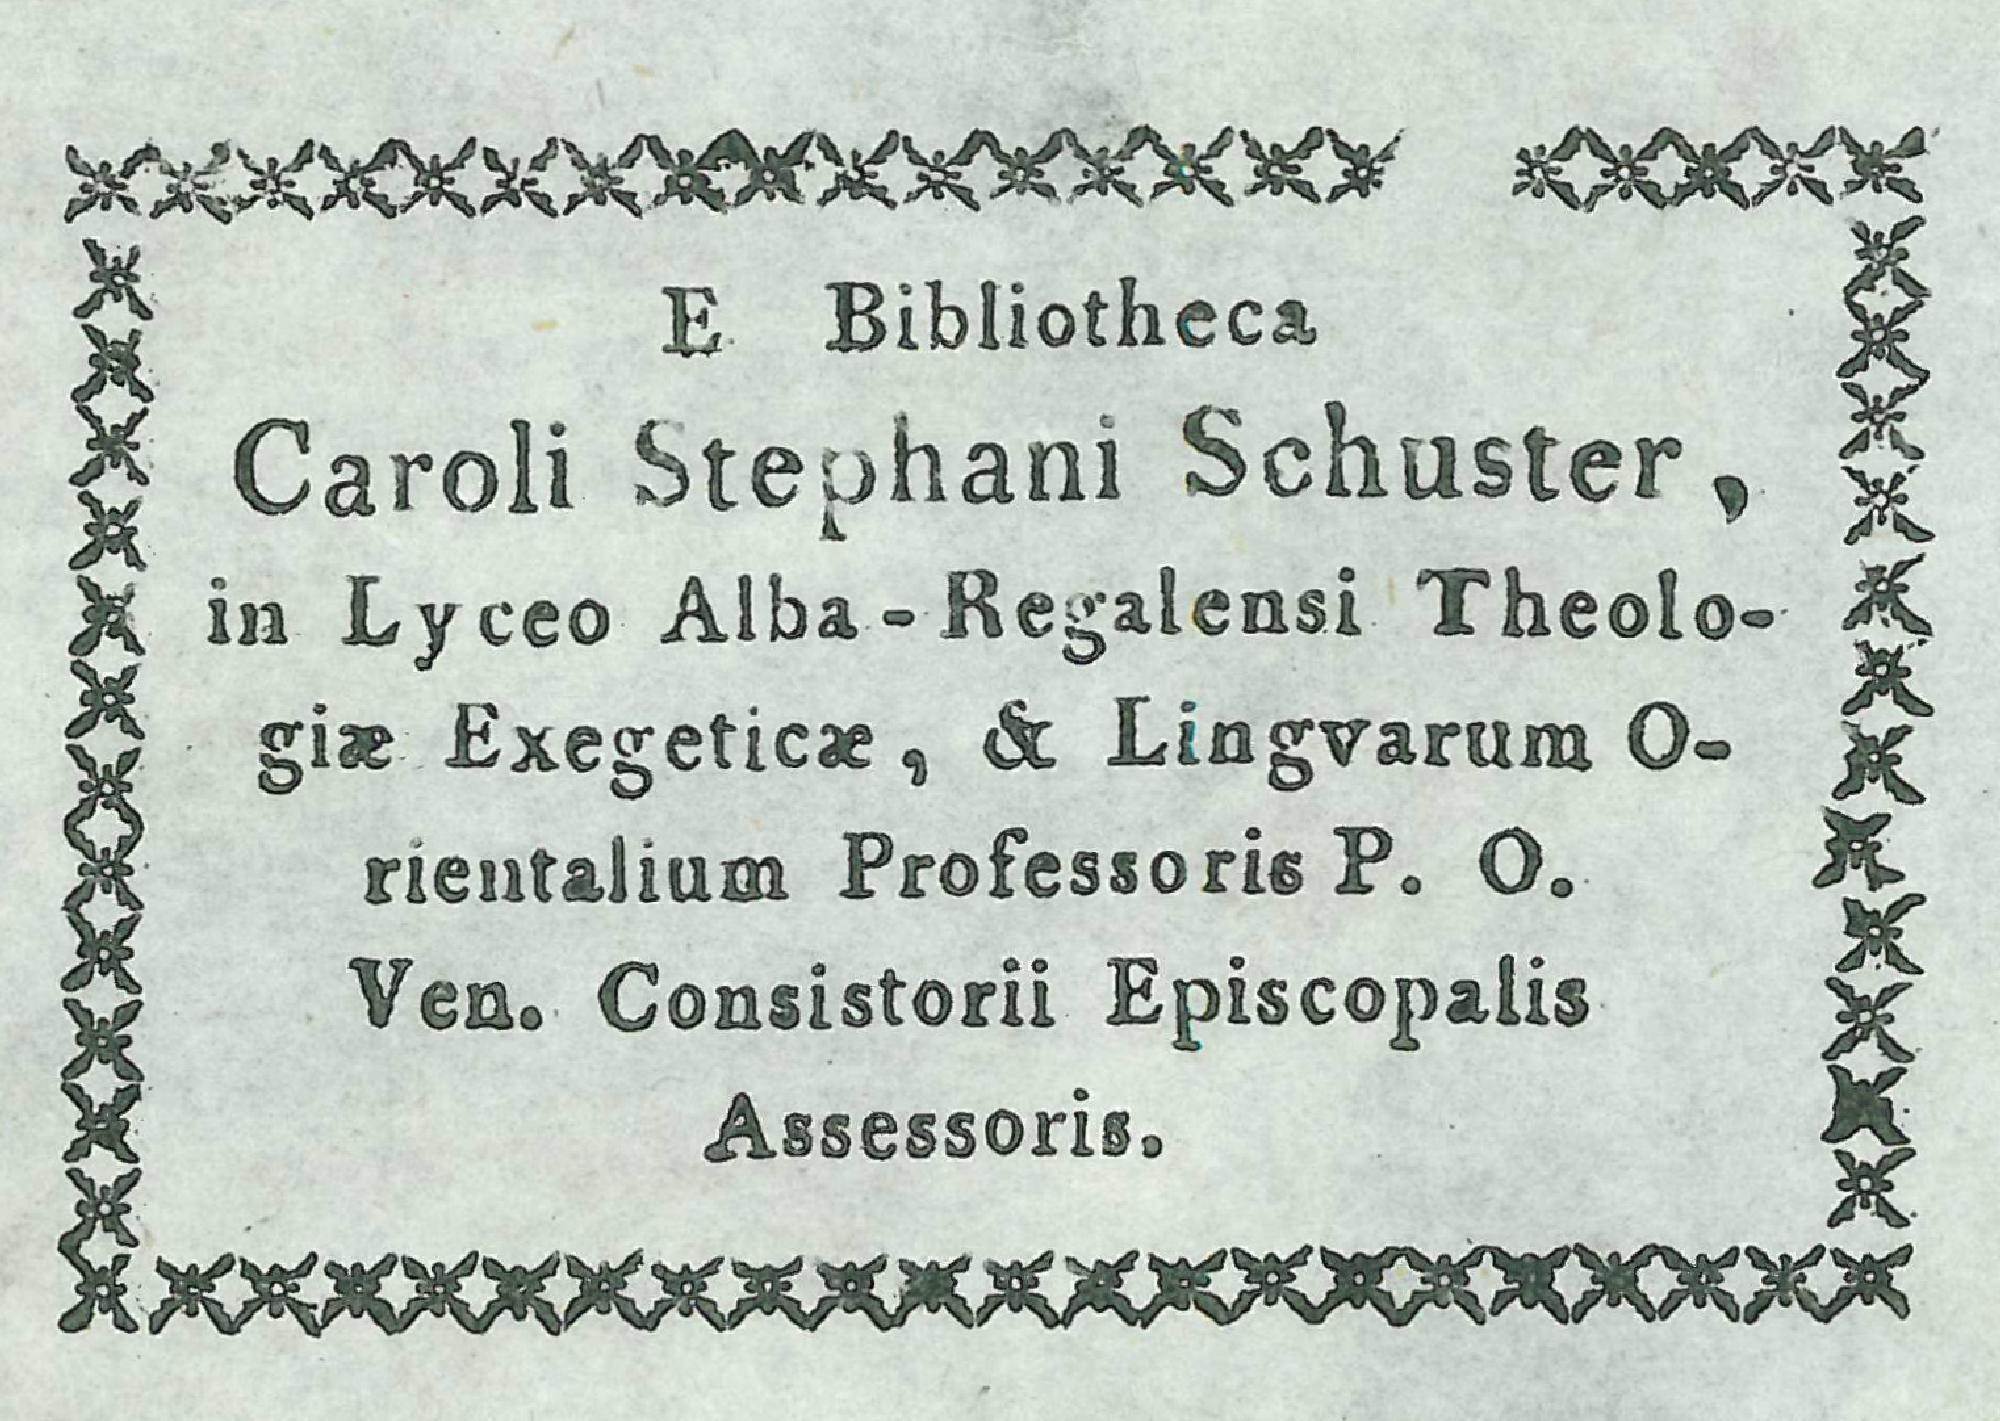 E Bibliotheca
Caroli Stephani Schuster,
in Lyceo Alba-Regalensi Theolo-
giæ Exegeticæ, & Lingvarum O-
rientalium Professoris P. O.
Ven. Consistorii Episcopalis
Assessoris.